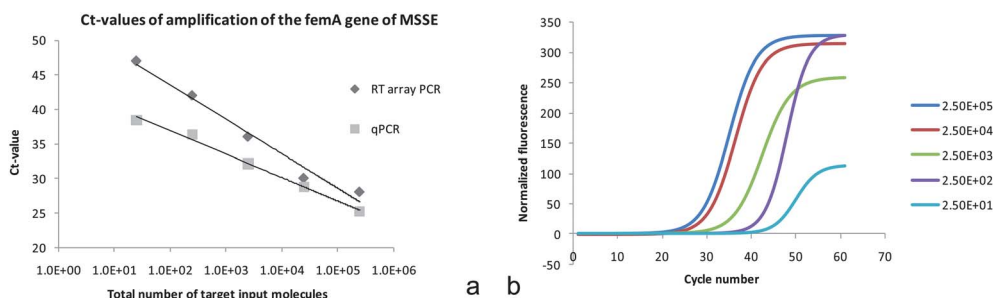 Ct-values of amplification of the femA gene of MSSE
50
45
40
35
30
25
20
Ct-value
1.0E+00 1.0E+01 1.0E+02 1.0E+03 1.0E+04 1.0E+05 1.0E+06
Total number of target input molecules
RT array PCR
qPCR
a
b
350
300
250
200
150
100
50
0
-50
Normalized fluorescence
0 10 20 30 40 50 60 70
Cycle number
2.50E+05
2.50E+04
2.50E+03
2.50E+02
2.50E+01